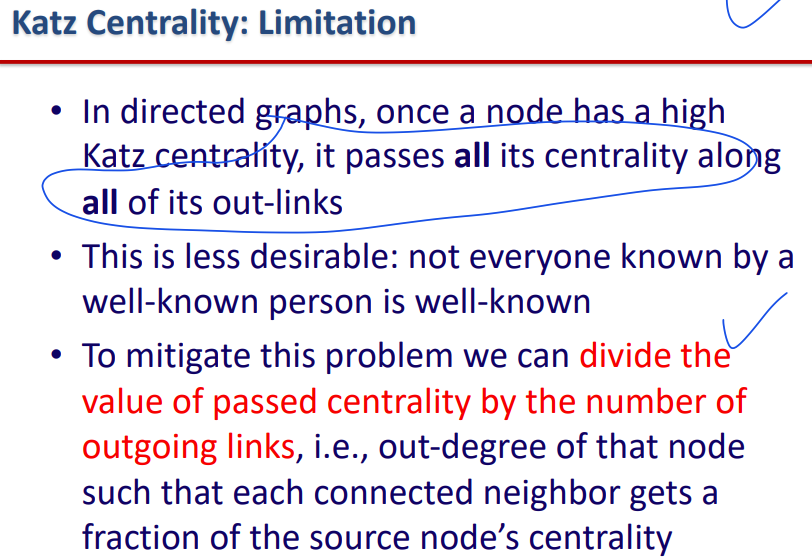 Katz Centrality: Limitation
• In directed graphs, once a node has a high
Katz centrality, it passes all its centrality along
all of its out-links
• This is less desirable: not everyone known by a
well-known person is well-known
• To mitigate this problem we can divide the
value of passed centrality by the number of
outgoing links, i.e., out-degree of that node
such that each connected neighbor gets a
fraction of the source node’s centrality